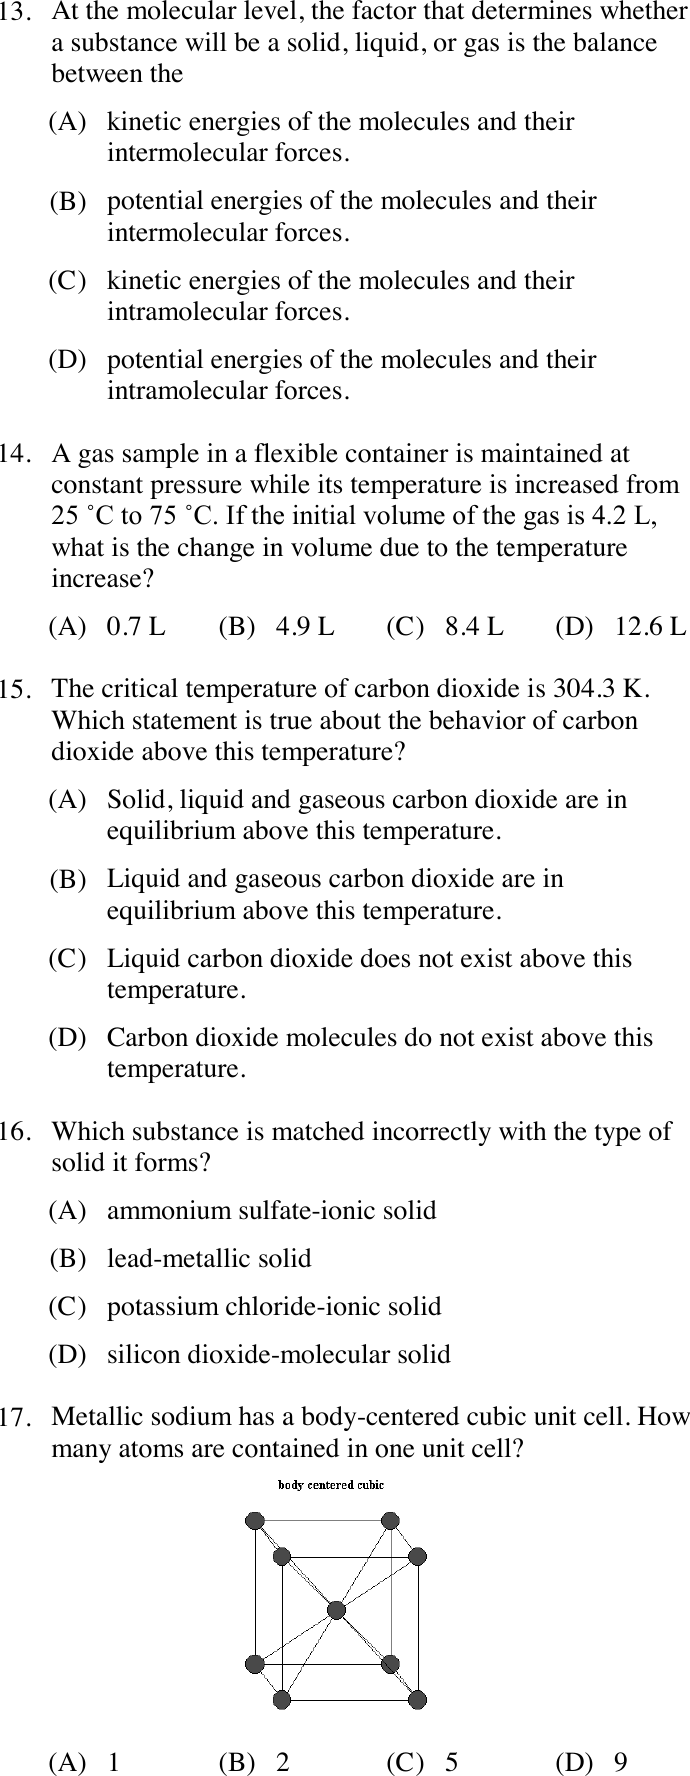 13. At the molecular level, the factor that determines whether
a substance will be a solid, liquid, or gas is the balance
between the
(A) kinetic energies of the molecules and their
intermolecular forces.
(B) potential energies of the molecules and their
intermolecular forces.
(C) kinetic energies of the molecules and their
intramolecular forces.
(D) potential energies of the molecules and their
intramolecular forces.
14. A gas sample in a flexible container is maintained at
constant pressure while its temperature is increased from
25 ˚C to 75 ˚C. If the initial volume of the gas is 4.2 L,
what is the change in volume due to the temperature
increase?
(A) 0.7 L (B) 4.9 L (C) 8.4 L (D) 12.6 L
15. The critical temperature of carbon dioxide is 304.3 K.
Which statement is true about the behavior of carbon
dioxide above this temperature?
(A) Solid, liquid and gaseous carbon dioxide are in
equilibrium above this temperature.
(B) Liquid and gaseous carbon dioxide are in
equilibrium above this temperature.
(C) Liquid carbon dioxide does not exist above this
temperature.
(D) Carbon dioxide molecules do not exist above this
temperature.
16. Which substance is matched incorrectly with the type of
solid it forms?
(A) ammonium sulfate-ionic solid
(B) lead-metallic solid
(C) potassium chloride-ionic solid
(D) silicon dioxide-molecular solid
17. Metallic sodium has a body-centered cubic unit cell. How
many atoms are contained in one unit cell?
body centered cubic
(A) 1 (B) 2 (C) 5 (D) 9